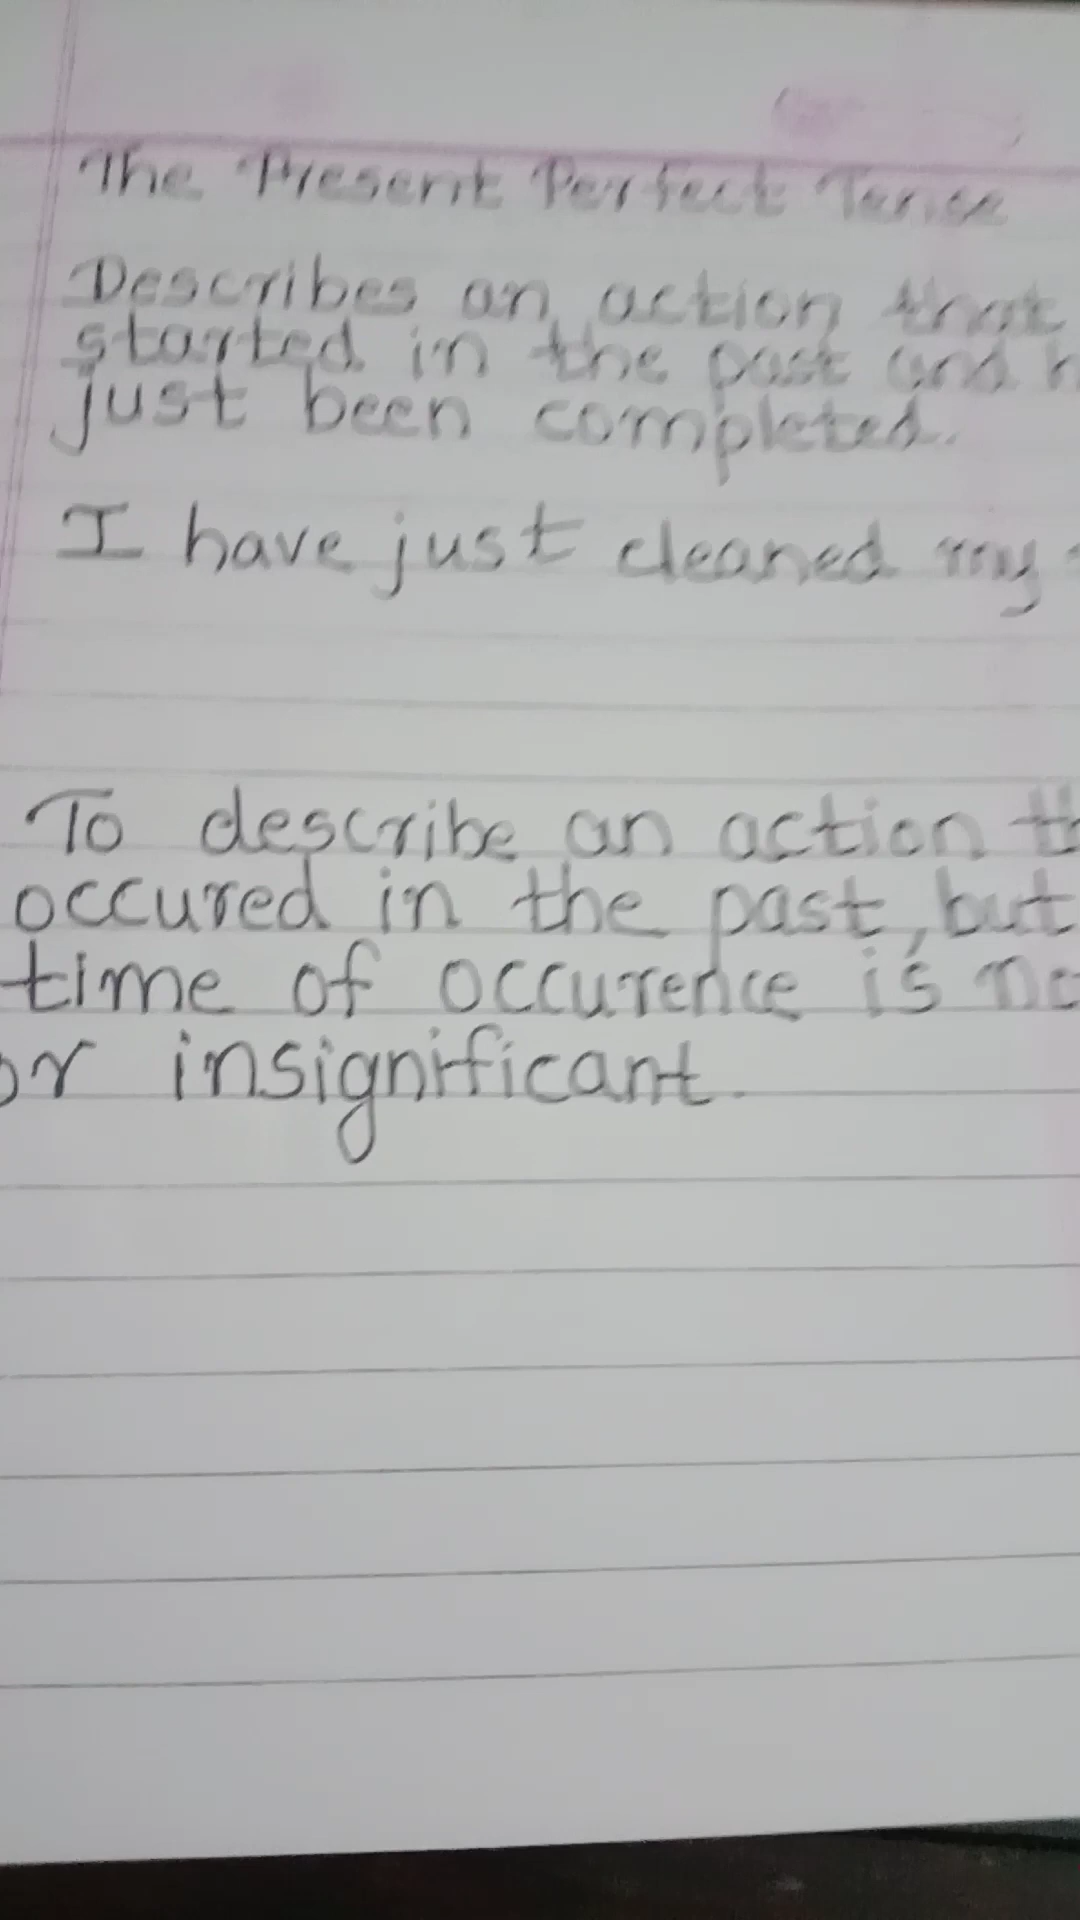 The Present Perfect Tense
Describes an action that
started in the past and
just been completed.
I have just cleaned my
To describe an action
occured in the past, but
time of occurence is
or insignificant.